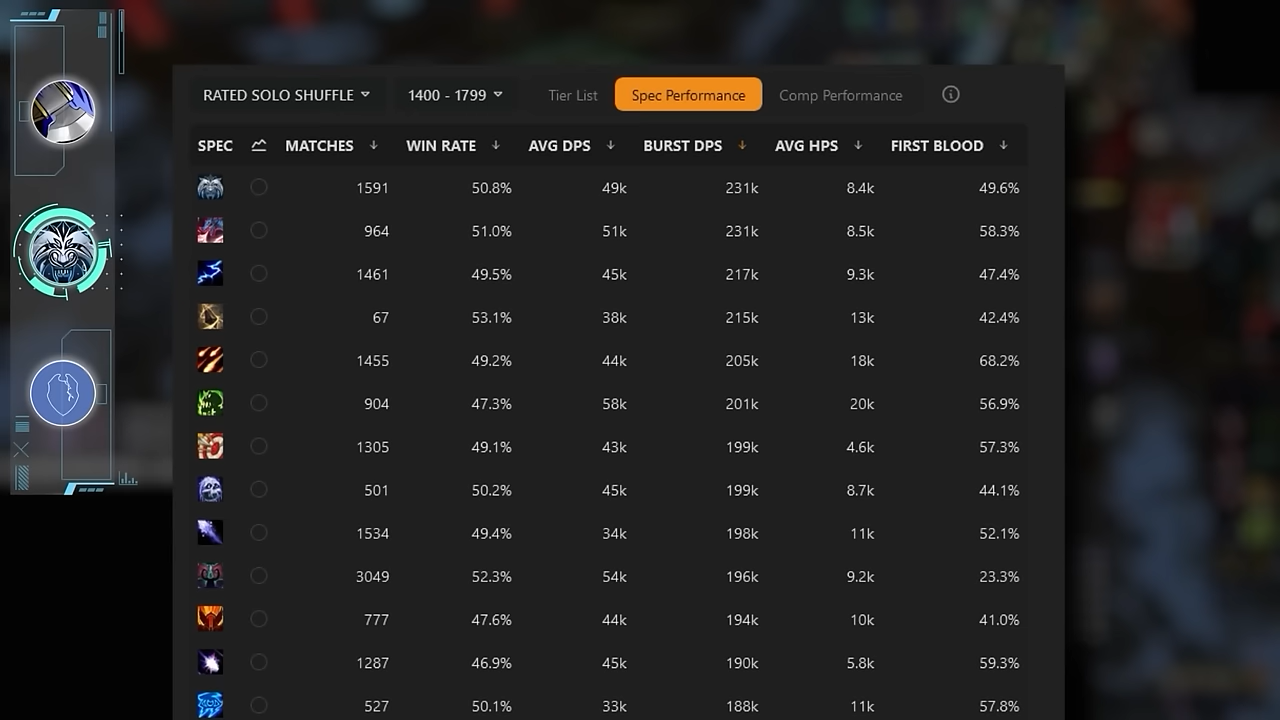 RATED SOLO SHUFFLE 1400 - 1799 Tier List Spec Performance Comp Performance
SPEC MATCHES WIN RATE AVG DPS BURST DPS AVG HPS FIRST BLOOD
1591 50.8% 49k 231k 8.4k 49.6%
964 51.0% 51k 231k 8.5k 58.3%
1461 49.5% 45k 217k 9.3k 47.4%
67 53.1% 38k 215k 13k 42.4%
1455 49.2% 44k 205k 18k 68.2%
904 47.3% 58k 201k 20k 56.9%
1305 49.1% 43k 199k 4.6k 57.3%
501 50.2% 45k 199k 8.7k 44.1%
1534 49.4% 34k 198k 11k 52.1%
3049 52.3% 54k 196k 9.2k 23.3%
777 47.6% 44k 194k 10k 41.0%
1287 46.9% 45k 190k 5.8k 59.3%
527 50.1% 33k 188k 11k 57.8%